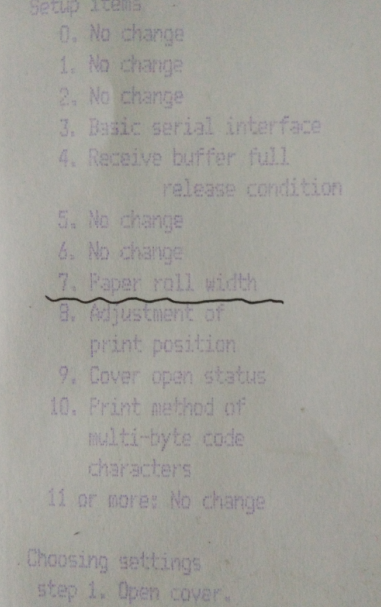 Setup items
0. No change
1. No change
2. No change
3. Basic serial interface
4. Receive buffer full
release condition
5. No change
6. No change
7. Paper roll width
8. Adjustment of
print position
9. Cover open status
10. Print method of
multi-byte code
characters
11 or more: No change
Choosing settings
step 1. Open cover.